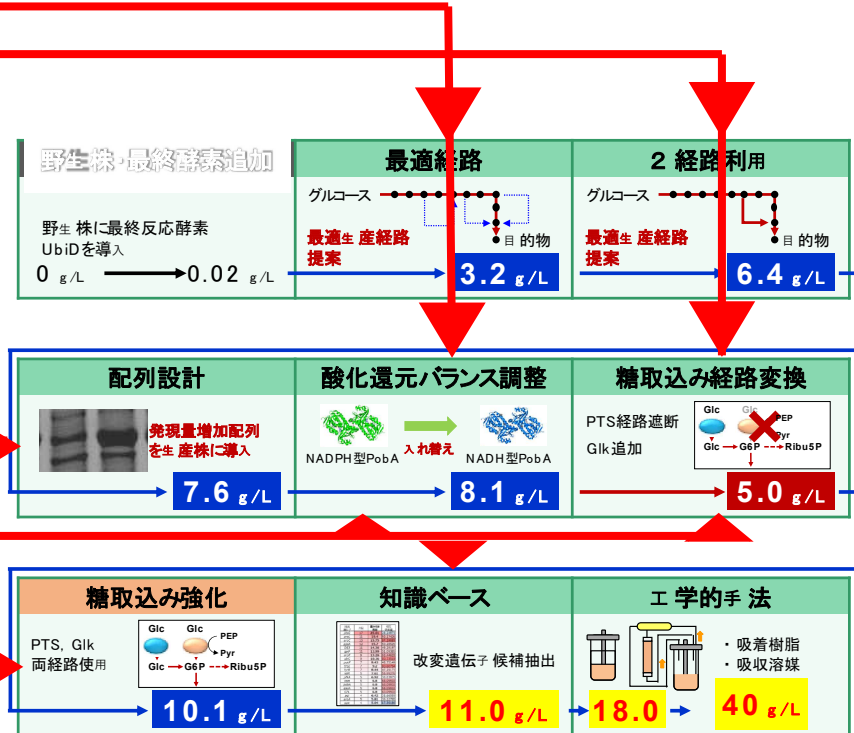 野生株・最終酵素追加
野生株に最終反応酵素
UbiDを導入
0 g/L
0.02 g/L
最適経路
グルコース
最適生産経路
提案
目的物
3.2 g/L
2 経路利用
グルコース
最適生産経路
提案
目的物
6.4 g/L
配列設計
発現量増加配列
を生産株に導入
7.6 g/L
酸化還元バランス調整
入れ替え
NADPH型PobA
NADH型PobA
8.1 g/L
糖取込み経路変換
PTS経路遮断
Glk追加
Glc
Glc
PEP
Pyr
Glc
G6P
Ribu5P
5.0 g/L
糖取込み強化
PTS, Glk
両経路使用
Glc
Glc
PEP
Pyr
Glc
G6P
Ribu5P
10.1 g/L
知識ベース
改変遺伝子候補抽出
11.0 g/L
工学的手法
・吸着樹脂
・吸収溶媒
18.0
40 g/L